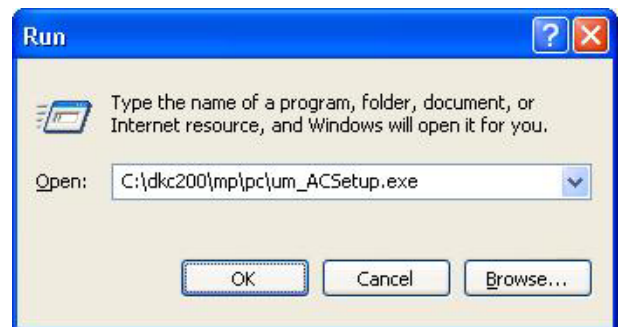 Run
Type the name of a program, folder, document, or
Internet resource, and Windows will open it for you.
Open: C:\dkc200\mp\pc\um_ACSetup.exe
OK Cancel Browse...